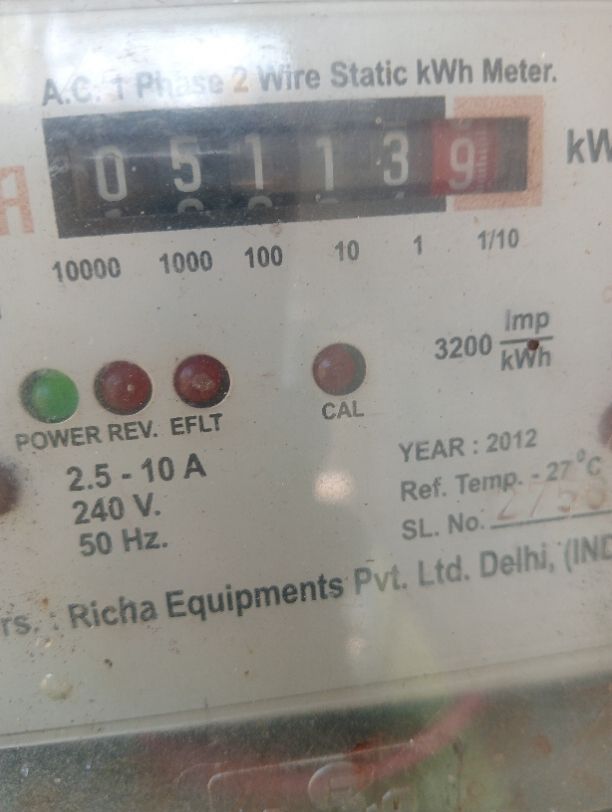 A.C. 1 Phase 2 Wire Static kWh Meter.
0 5 1 1 3 9
10000 1000 100 10 1 1/10
3200 Imp/kWh
POWER REV. EFLT
CAL
2.5 - 10 A
240 V.
50 Hz.
YEAR : 2012
Ref. Temp. - 27 °C
SL. No.
Richa Equipments Pvt. Ltd. Delhi,